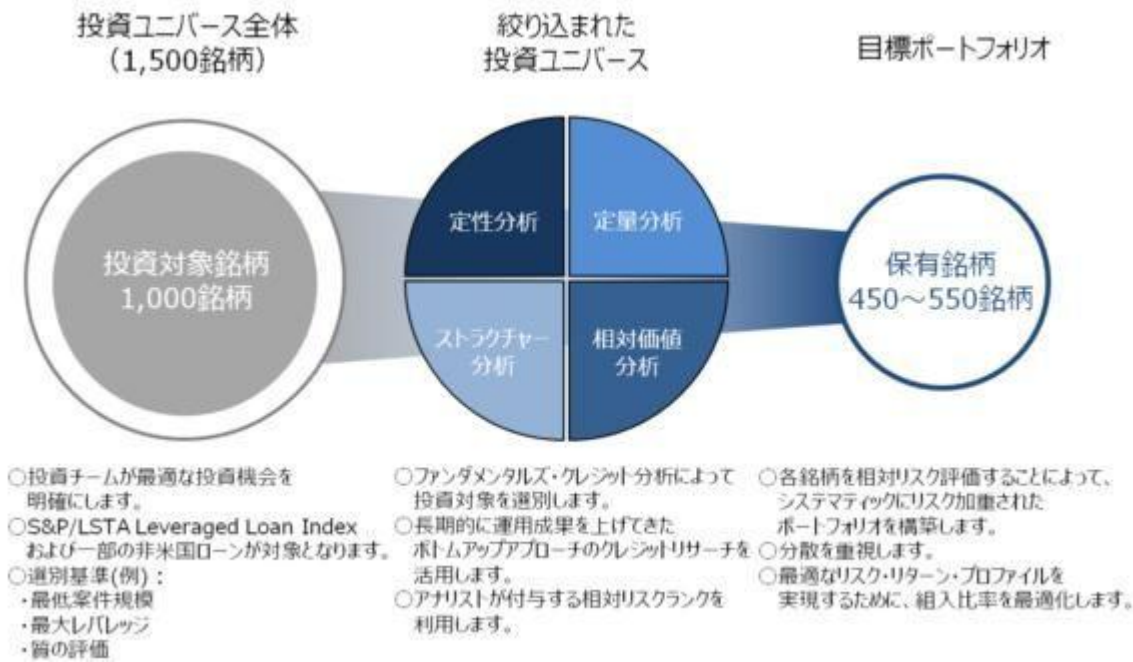 投資ユニバース全体
（1,500銘柄）
絞り込まれた
投資ユニバース
目標ポートフォリオ
投資対象銘柄
1,000銘柄
定性分析
定量分析
ストラクチャー
分析
相対価値
分析
保有銘柄
450～550銘柄
○投資チームが最適な投資機会を
明確にします。
○S&P/LSTA Leveraged Loan Index
および一部の非米国ローンが対象となります。
○選別基準(例)：
・最低案件規模
・最大レバレッジ
・質の評価
○ファンダメンタルズ・クレジット分析によって
投資対象を選別します。
○長期的に運用成果を上げてきた
ボトムアップアプローチのクレジットリサーチを
活用します。
○アナリストが付与する相対リスクランクを
利用します。
○各銘柄を相対リスク評価することによって、
システマティックにリスク加重された
ポートフォリオを構築します。
○分散を重視します。
○最適なリスク・リターン・プロファイルを
実現するために、組入比率を最適化します。